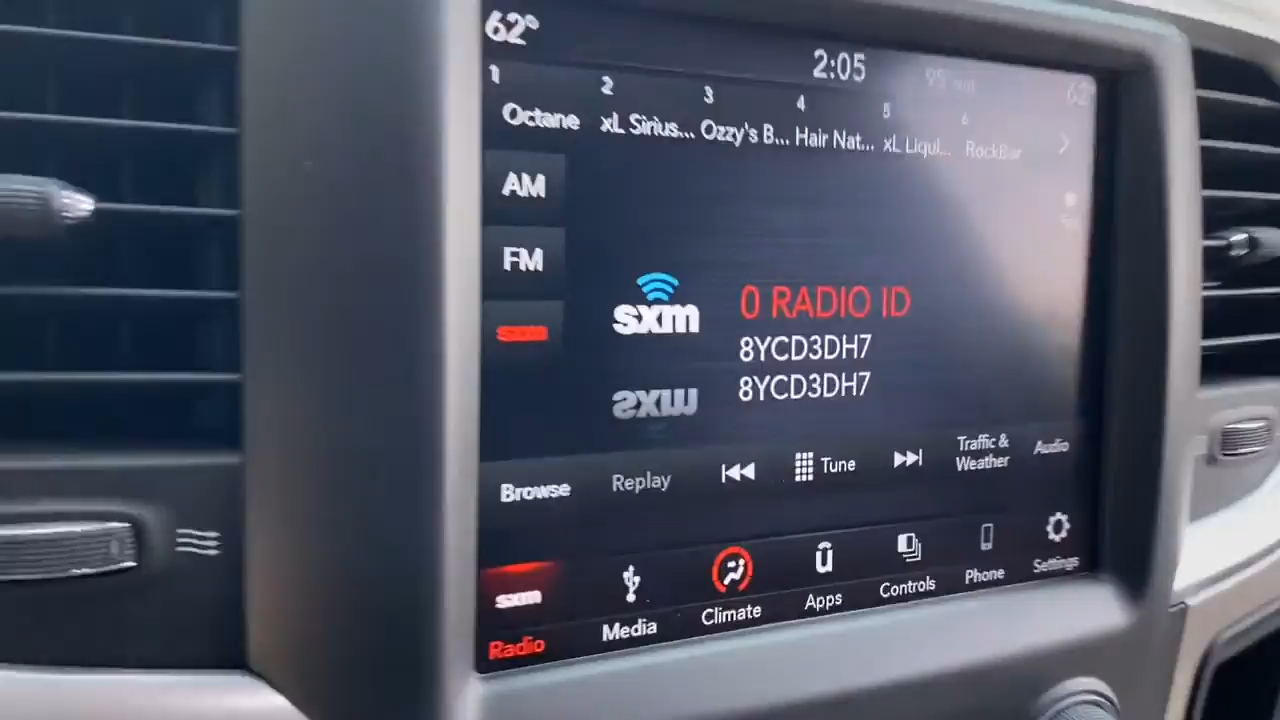 62°
2:05
1 2 3 4 5 6
Octane xL Sirius... Ozzy's B... Hair Nat... xL Liqui... RockBar
AM
FM
sxm
sxm
0 RADIO ID
8YCD3DH7
8YCD3DH7
Browse Replay Tune Traffic & Weather Audio
sxm
Radio Media Climate Apps Controls Phone Settings